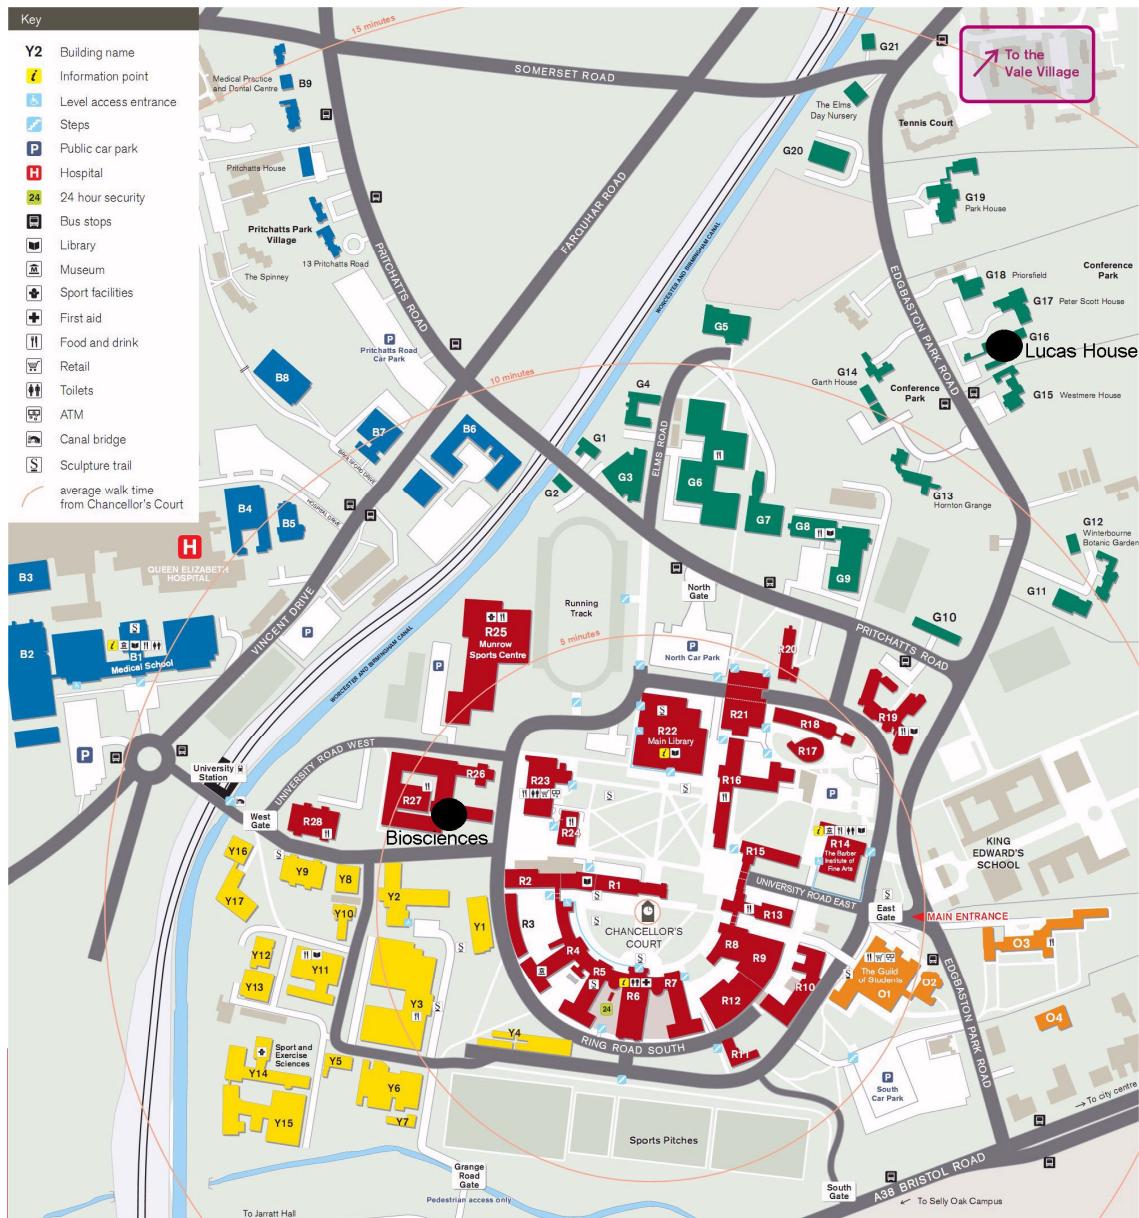 Key
Y2 Building name
i Information point
Level access entrance
Steps
P Public car park
H Hospital
24 24 hour security
Bus stops
Library
Museum
Sport facilities
First aid
Food and drink
Retail
Toilets
ATM
Canal bridge
S Sculpture trail
average walk time
from Chancellor's Court
15 minutes
SOMERSET ROAD
G21
To the
Vale Village
Medical Practice
and Dental Centre
B9
The Elms
Day Nursery
Tennis Court
G20
Pritchatts House
FARQUHAR ROAD
G19
Park House
Pritchatts Park
Village
13 Pritchatts Road
The Spinney
PRITCHATTS ROAD
WORCESTER AND BIRMINGHAM CANAL
EDGBASTON PARK ROAD
G18 Priorsfield
Conference
Park
G17 Peter Scott House
G5
G16
Lucas House
P
Pritchatts Road
Car Park
10 minutes
G14
Garth House
Conference
Park
G15 Westmere House
B8
G4
B7
B6
G1
ELMS ROAD
G6
G3
G2
G13
Hornton Grange
B4
B5
HOSPITAL DRIVE
G7
G8
G9
G12
Winterbourne
Botanic Garden
H
QUEEN ELIZABETH
HOSPITAL
B3
VINCENT DRIVE
North
Gate
G11
G10
Running
Track
R25
Munrow
Sports Centre
5 minutes
PRITCHATTS ROAD
P
P
North Car Park
R20
B2
B1
Medical School
WORCESTER AND BIRMINGHAM CANAL
P
R22
Main Library
R21
R18
R19
R17
P
University
Station
UNIVERSITY ROAD WEST
R26
R27
R23
R16
P
West
Gate
R28
Biosciences
R24
R14
The Barber
Institute of
Fine Arts
KING
EDWARD'S
SCHOOL
R15
Y16
Y9
Y8
Y17
Y2
R2
R1
UNIVERSITY ROAD EAST
East
Gate
MAIN ENTRANCE
Y10
Y1
R3
CHANCELLOR'S
COURT
R13
R4
R8
R9
O3
Y12
Y11
Y13
Y3
R5
R6
R7
24
R12
R10
The Guild
of Students
O1
O2
EDGBASTON PARK ROAD
O4
Y4
RING ROAD SOUTH
R11
Sport and
Exercise
Sciences
Y14
Y5
Y6
Y7
Y15
P
South
Car Park
To city centre
Sports Pitches
Grange
Road
Gate
Pedestrian access only
South
Gate
A38 BRISTOL ROAD
To Selly Oak Campus
To Jarratt Hall